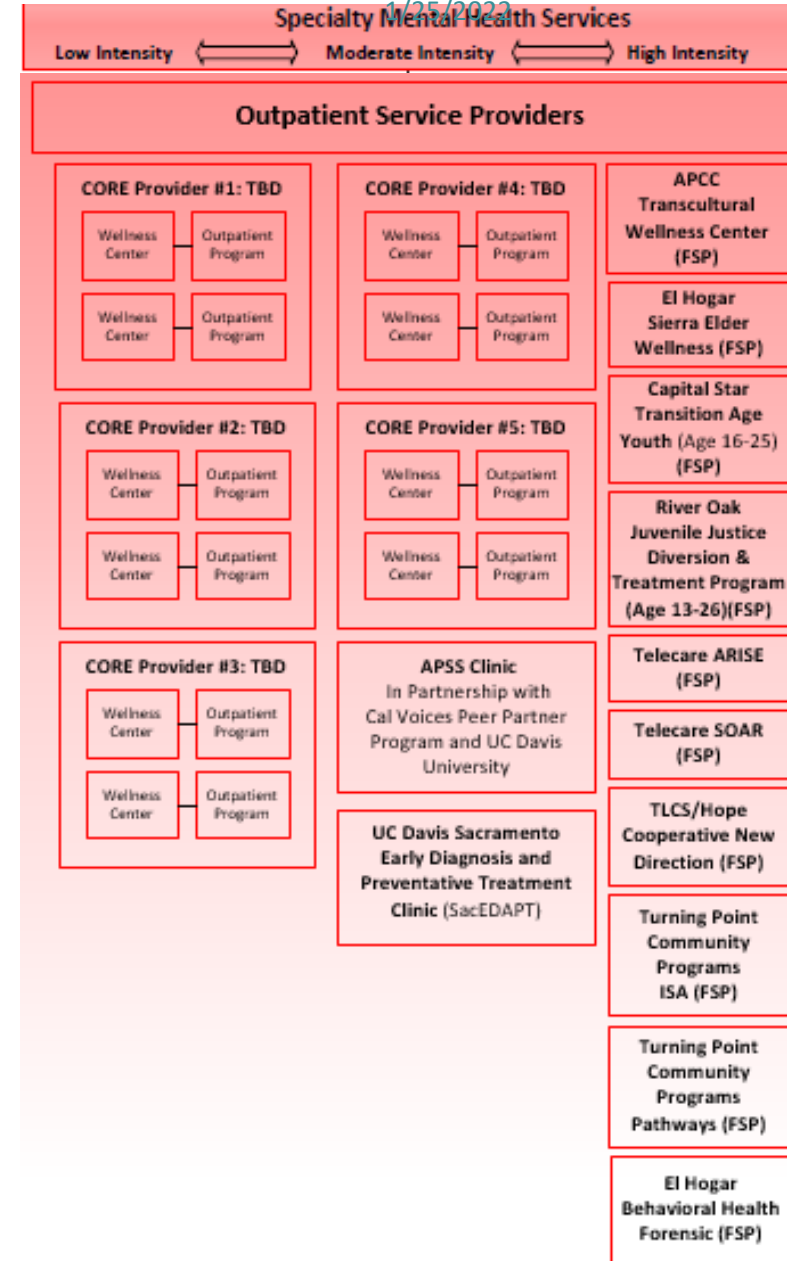 1/25/2022
Specialty Mental Health Services
Low Intensity Moderate Intensity High Intensity
Outpatient Service Providers
CORE Provider #1: TBD
Wellness Outpatient
Center Program
Wellness Outpatient
Center Program
CORE Provider #2: TBD
Wellness Outpatient
Center Program
Wellness Outpatient
Center Program
CORE Provider #3: TBD
Wellness Outpatient
Center Program
Wellness Outpatient
Center Program
CORE Provider #4: TBD
Wellness Outpatient
Center Program
Wellness Outpatient
Center Program
CORE Provider #5: TBD
Wellness Outpatient
Center Program
Wellness Outpatient
Center Program
APSS Clinic
In Partnership with
Cal Voices Peer Partner
Program and UC Davis
University
UC Davis Sacramento
Early Diagnosis and
Preventative Treatment
Clinic (SacEDAPT)
APCC
Transcultural
Wellness Center
(FSP)
El Hogar
Sierra Elder
Wellness (FSP)
Capital Star
Transition Age
Youth (Age 16-25)
(FSP)
River Oak
Juvenile Justice
Diversion &
Treatment Program
(Age 13-26)(FSP)
Telecare ARISE
(FSP)
Telecare SOAR
(FSP)
TLCS/Hope
Cooperative New
Direction (FSP)
Turning Point
Community
Programs
ISA (FSP)
Turning Point
Community
Programs
Pathways (FSP)
El Hogar
Behavioral Health
Forensic (FSP)